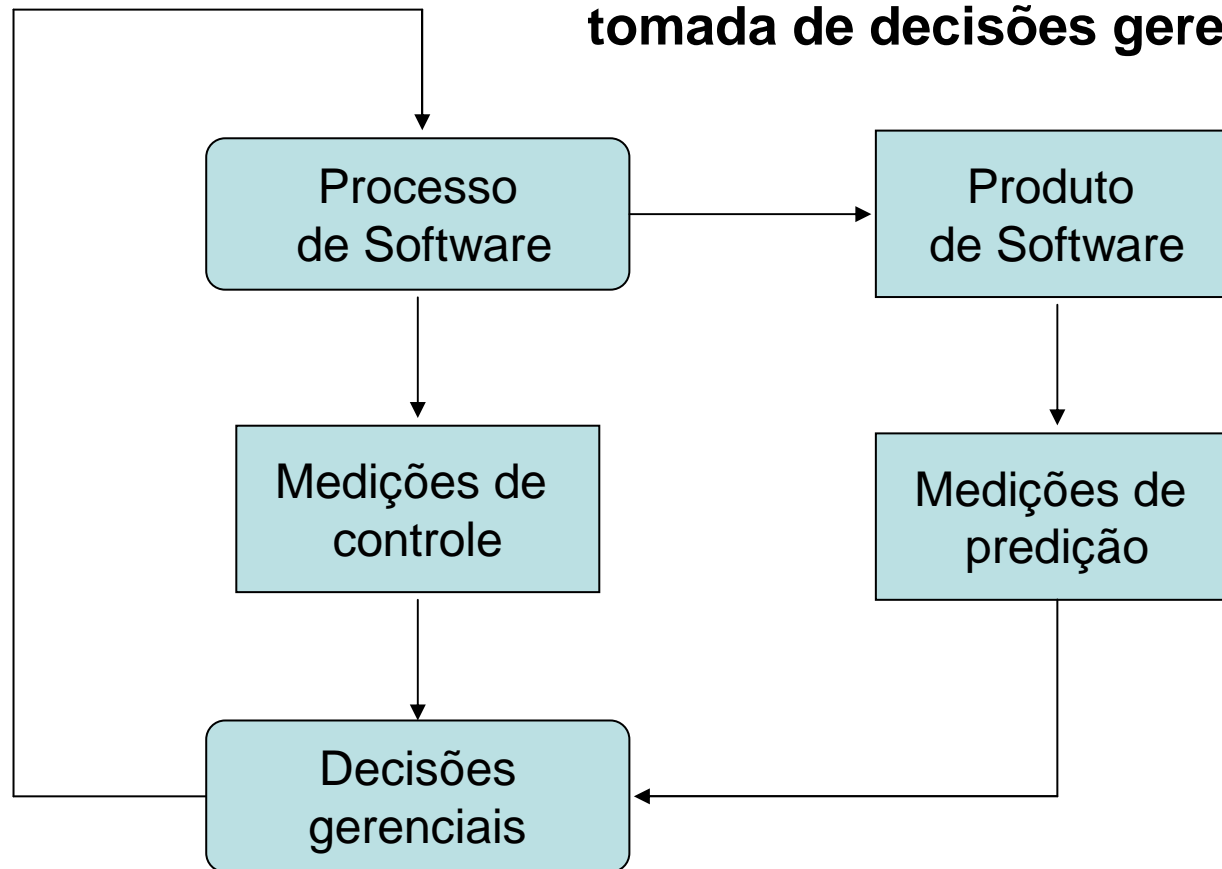 tomada de decisões gere
Processo
de Software
Produto
de Software
Medições de
controle
Medições de
predição
Decisões
gerenciais